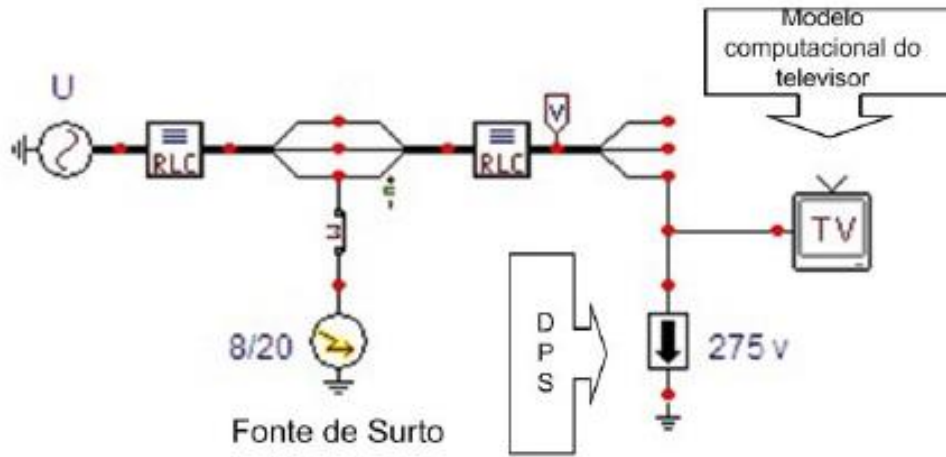 Modelo
computacional do
televisor
U
RLC
RLC
V
TV
D
P
S
8/20
275 v
Fonte de Surto